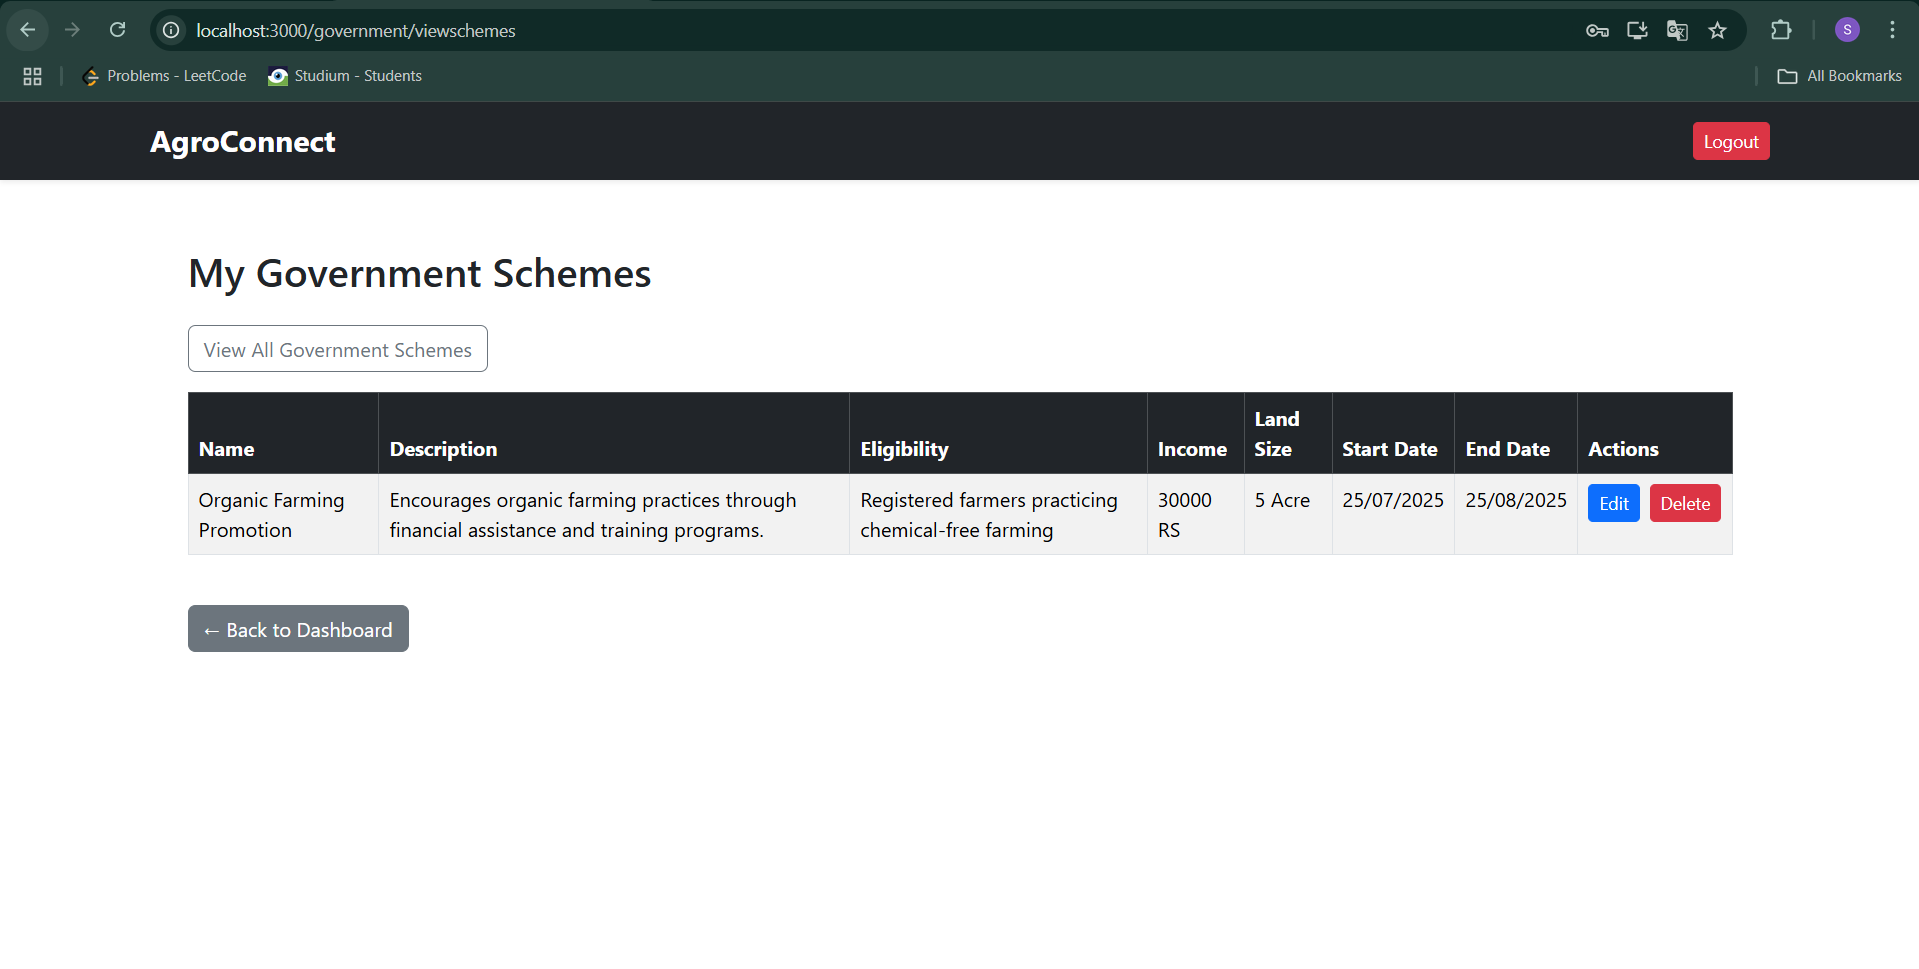 localhost:3000/government/viewschemes
S
Problems - LeetCode
Studium - Students
All Bookmarks
AgroConnect
Logout
My Government Schemes
View All Government Schemes
Name
Description
Eligibility
Income
Land
Size
Start Date
End Date
Actions
Organic Farming
Promotion
Encourages organic farming practices through
financial assistance and training programs.
Registered farmers practicing
chemical-free farming
30000
RS
5 Acre
25/07/2025
25/08/2025
Edit
Delete
← Back to Dashboard